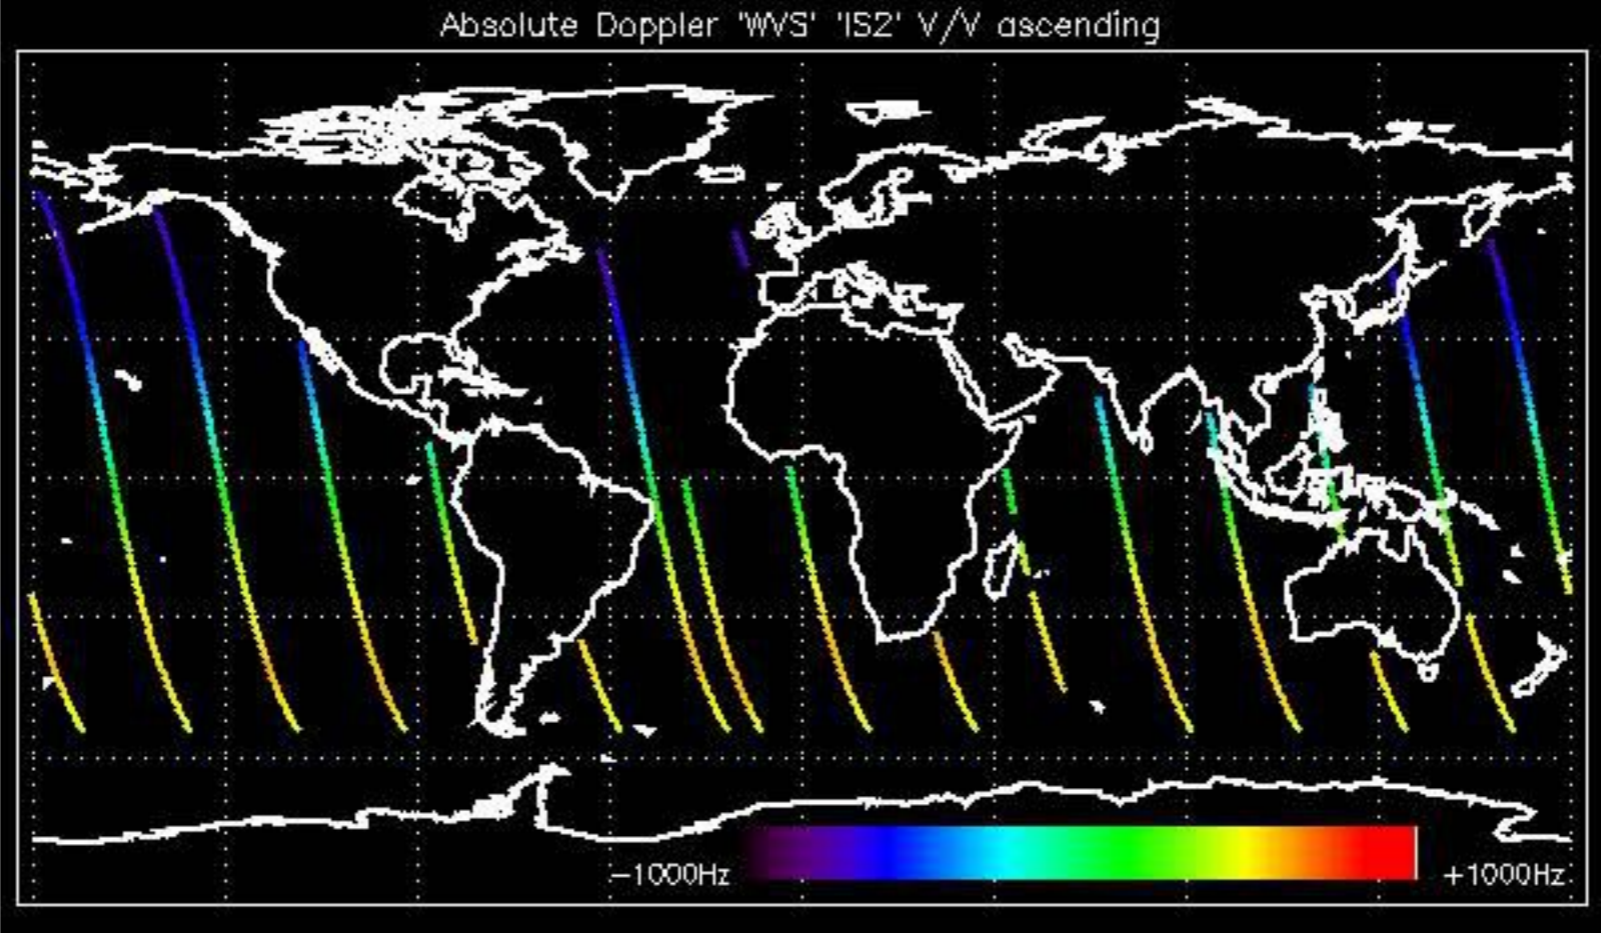 Absolute Doppler 'WVS' 'IS2' V/V ascending
-1000Hz +1000Hz